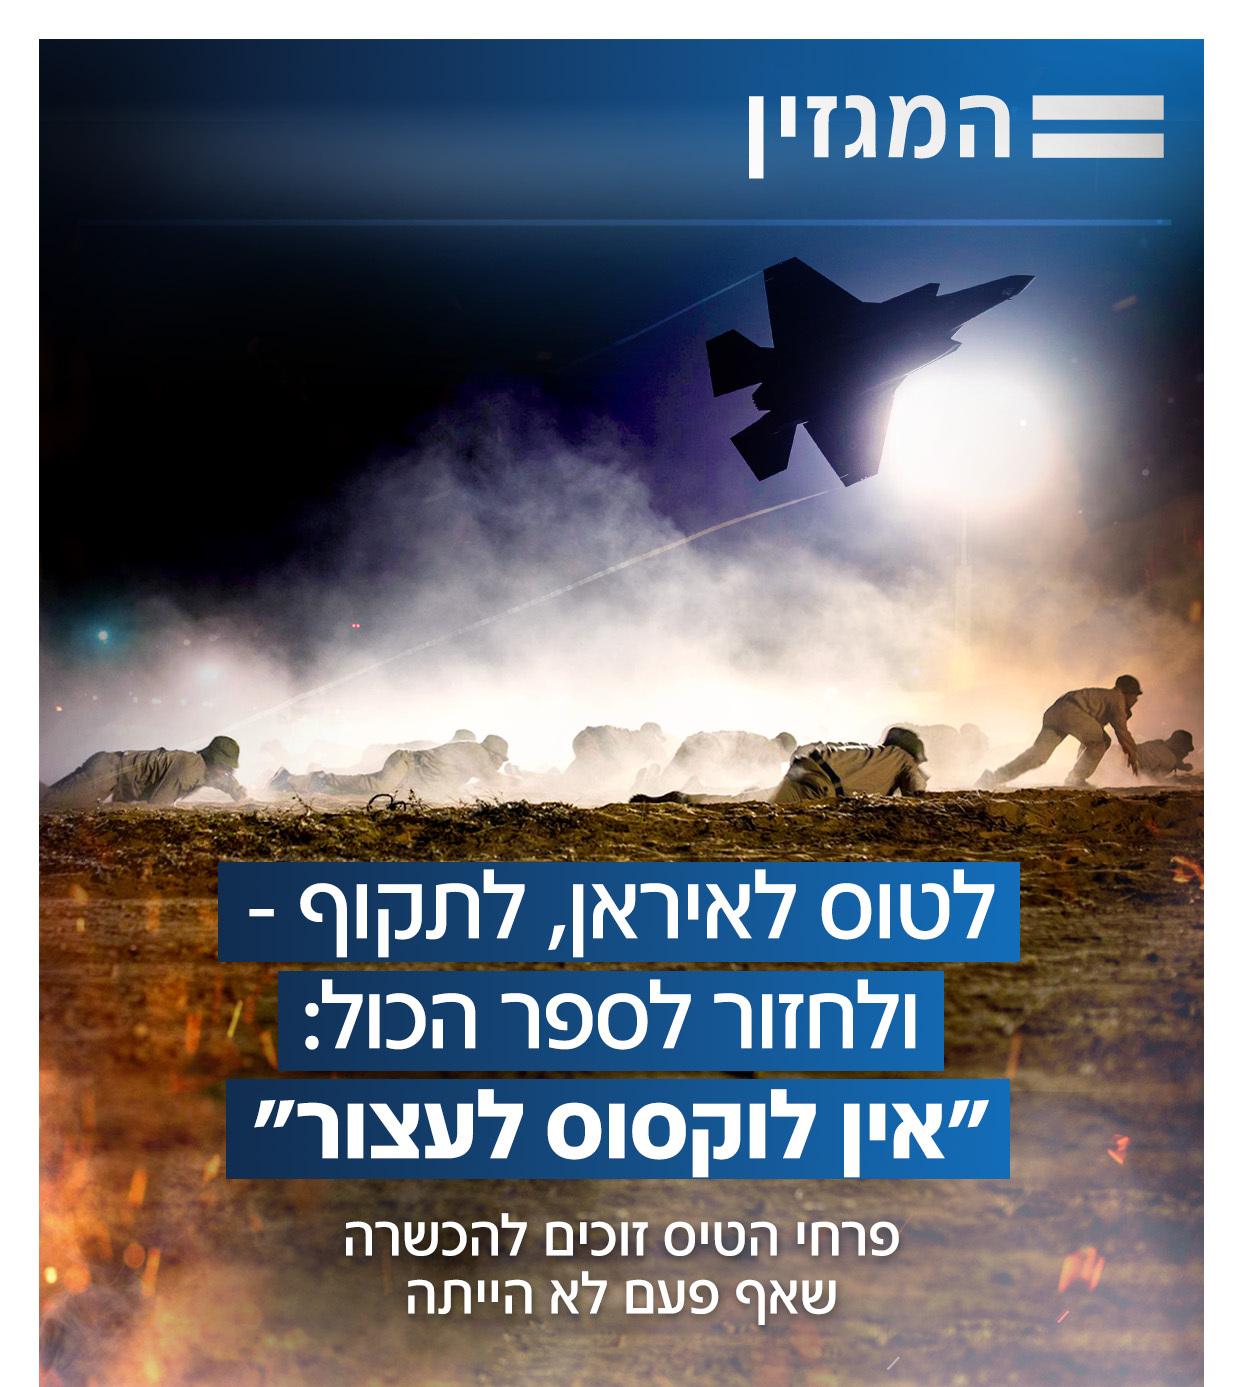 המגזין
לטוס לאיראן, לתקוף -
ולחזור לספר הכול:
"אין לוקסוס לעצור"
פרחי הטיס זוכים להכשרה
שאף פעם לא הייתה